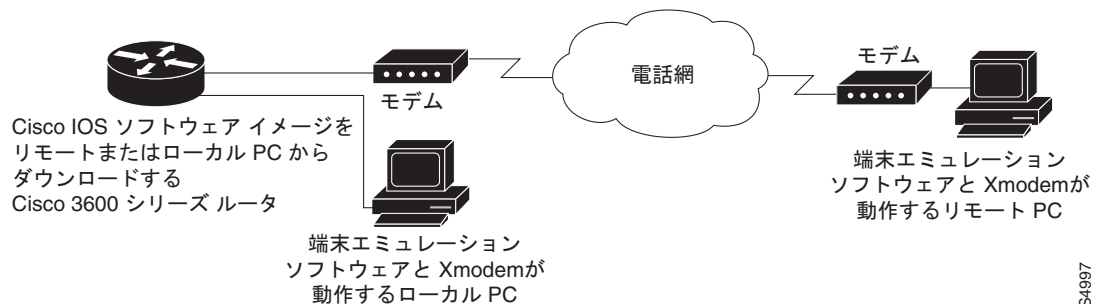 モデム
電話網
モデム
Cisco IOS ソフトウェア イメージを
リモートまたはローカル PC から
ダウンロードする
Cisco 3600 シリーズ ルータ
端末エミュレーション
ソフトウェアと Xmodemが
動作するローカル PC
端末エミュレーション
ソフトウェアと Xmodemが
動作するリモート PC
S4997